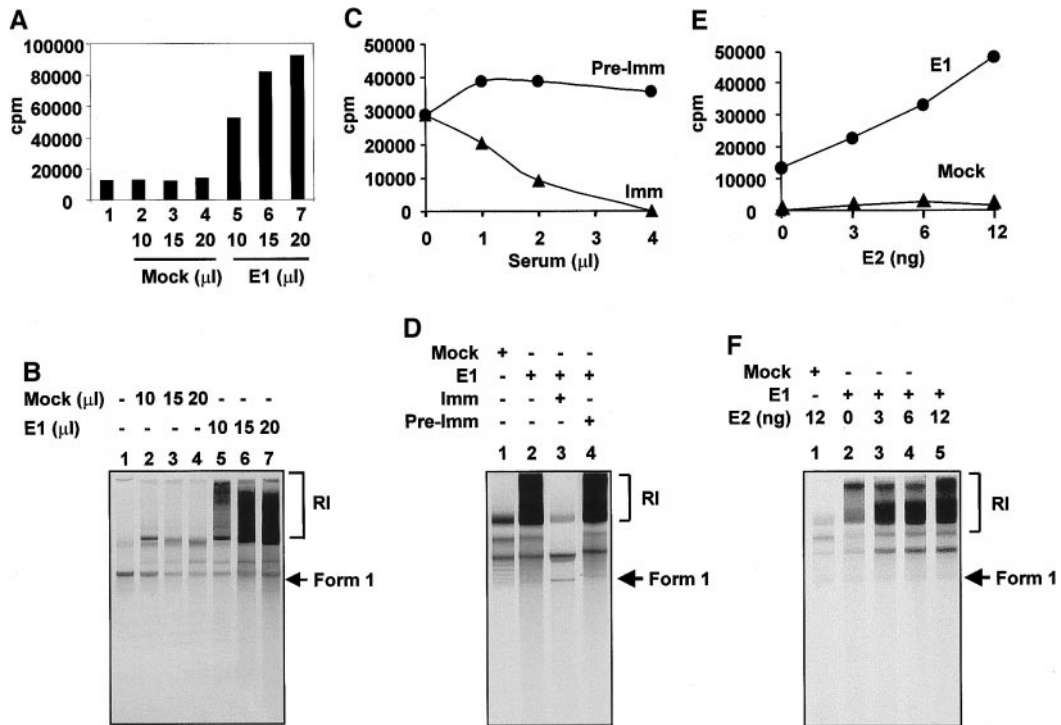 A
100000
80000
60000
40000
20000
0
cpm
1 2 3 4 5 6 7
10 15 20 10 15 20
Mock (µl) E1 (µl)
B
Mock (µl) - 10 15 20 - - -
E1 (µl) - - - - 10 15 20
1 2 3 4 5 6 7
RI
Form 1
C
50000
40000
30000
20000
10000
0
cpm
Pre-Imm
Imm
0 1 2 3 4
Serum (µl)
D
Mock + - - -
E1 - + + +
Imm - - + -
Pre-Imm - - - +
1 2 3 4
RI
Form 1
E
50000
40000
30000
20000
10000
0
cpm
E1
Mock
0 3 6 12
E2 (ng)
F
Mock + - - -
E1 - + + + +
E2 (ng) 12 0 3 6 12
1 2 3 4 5
RI
Form 1